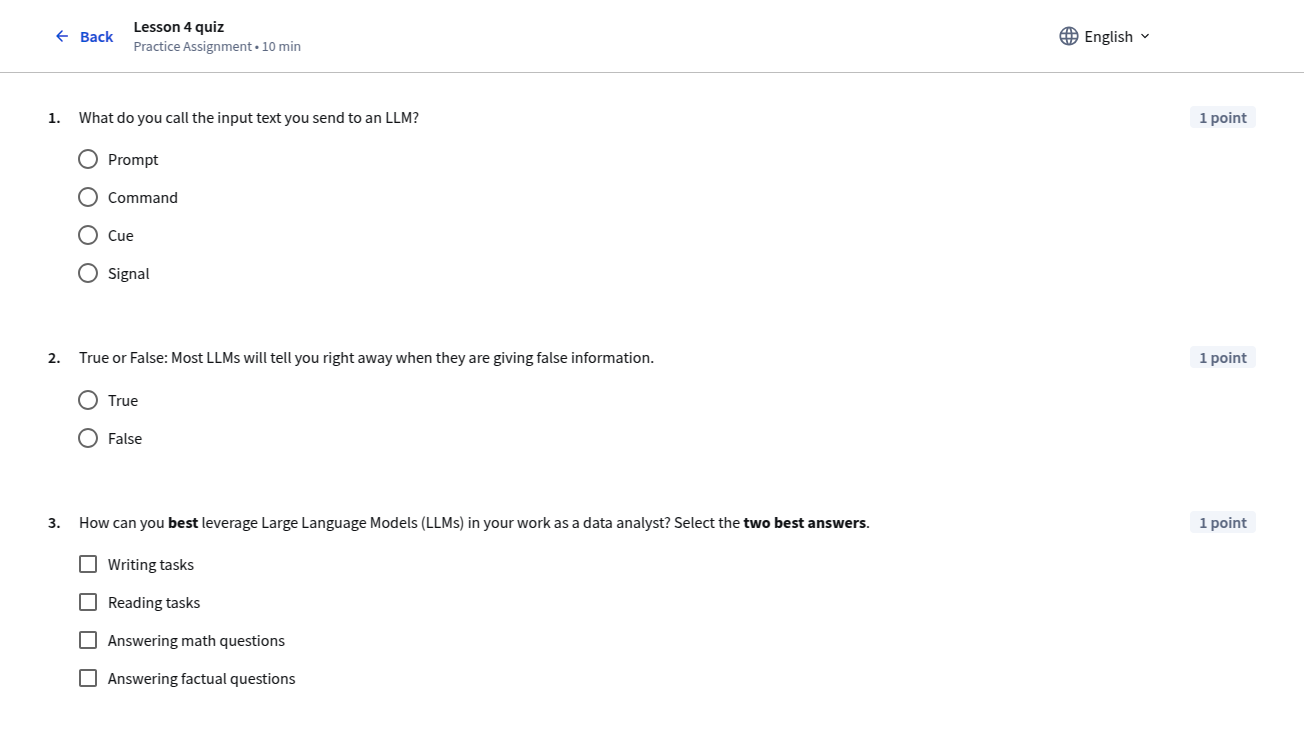 Back
Lesson 4 quiz
Practice Assignment • 10 min
English
1. What do you call the input text you send to an LLM? 1 point
Prompt
Command
Cue
Signal
2. True or False: Most LLMs will tell you right away when they are giving false information. 1 point
True
False
3. How can you best leverage Large Language Models (LLMs) in your work as a data analyst? Select the two best answers. 1 point
Writing tasks
Reading tasks
Answering math questions
Answering factual questions